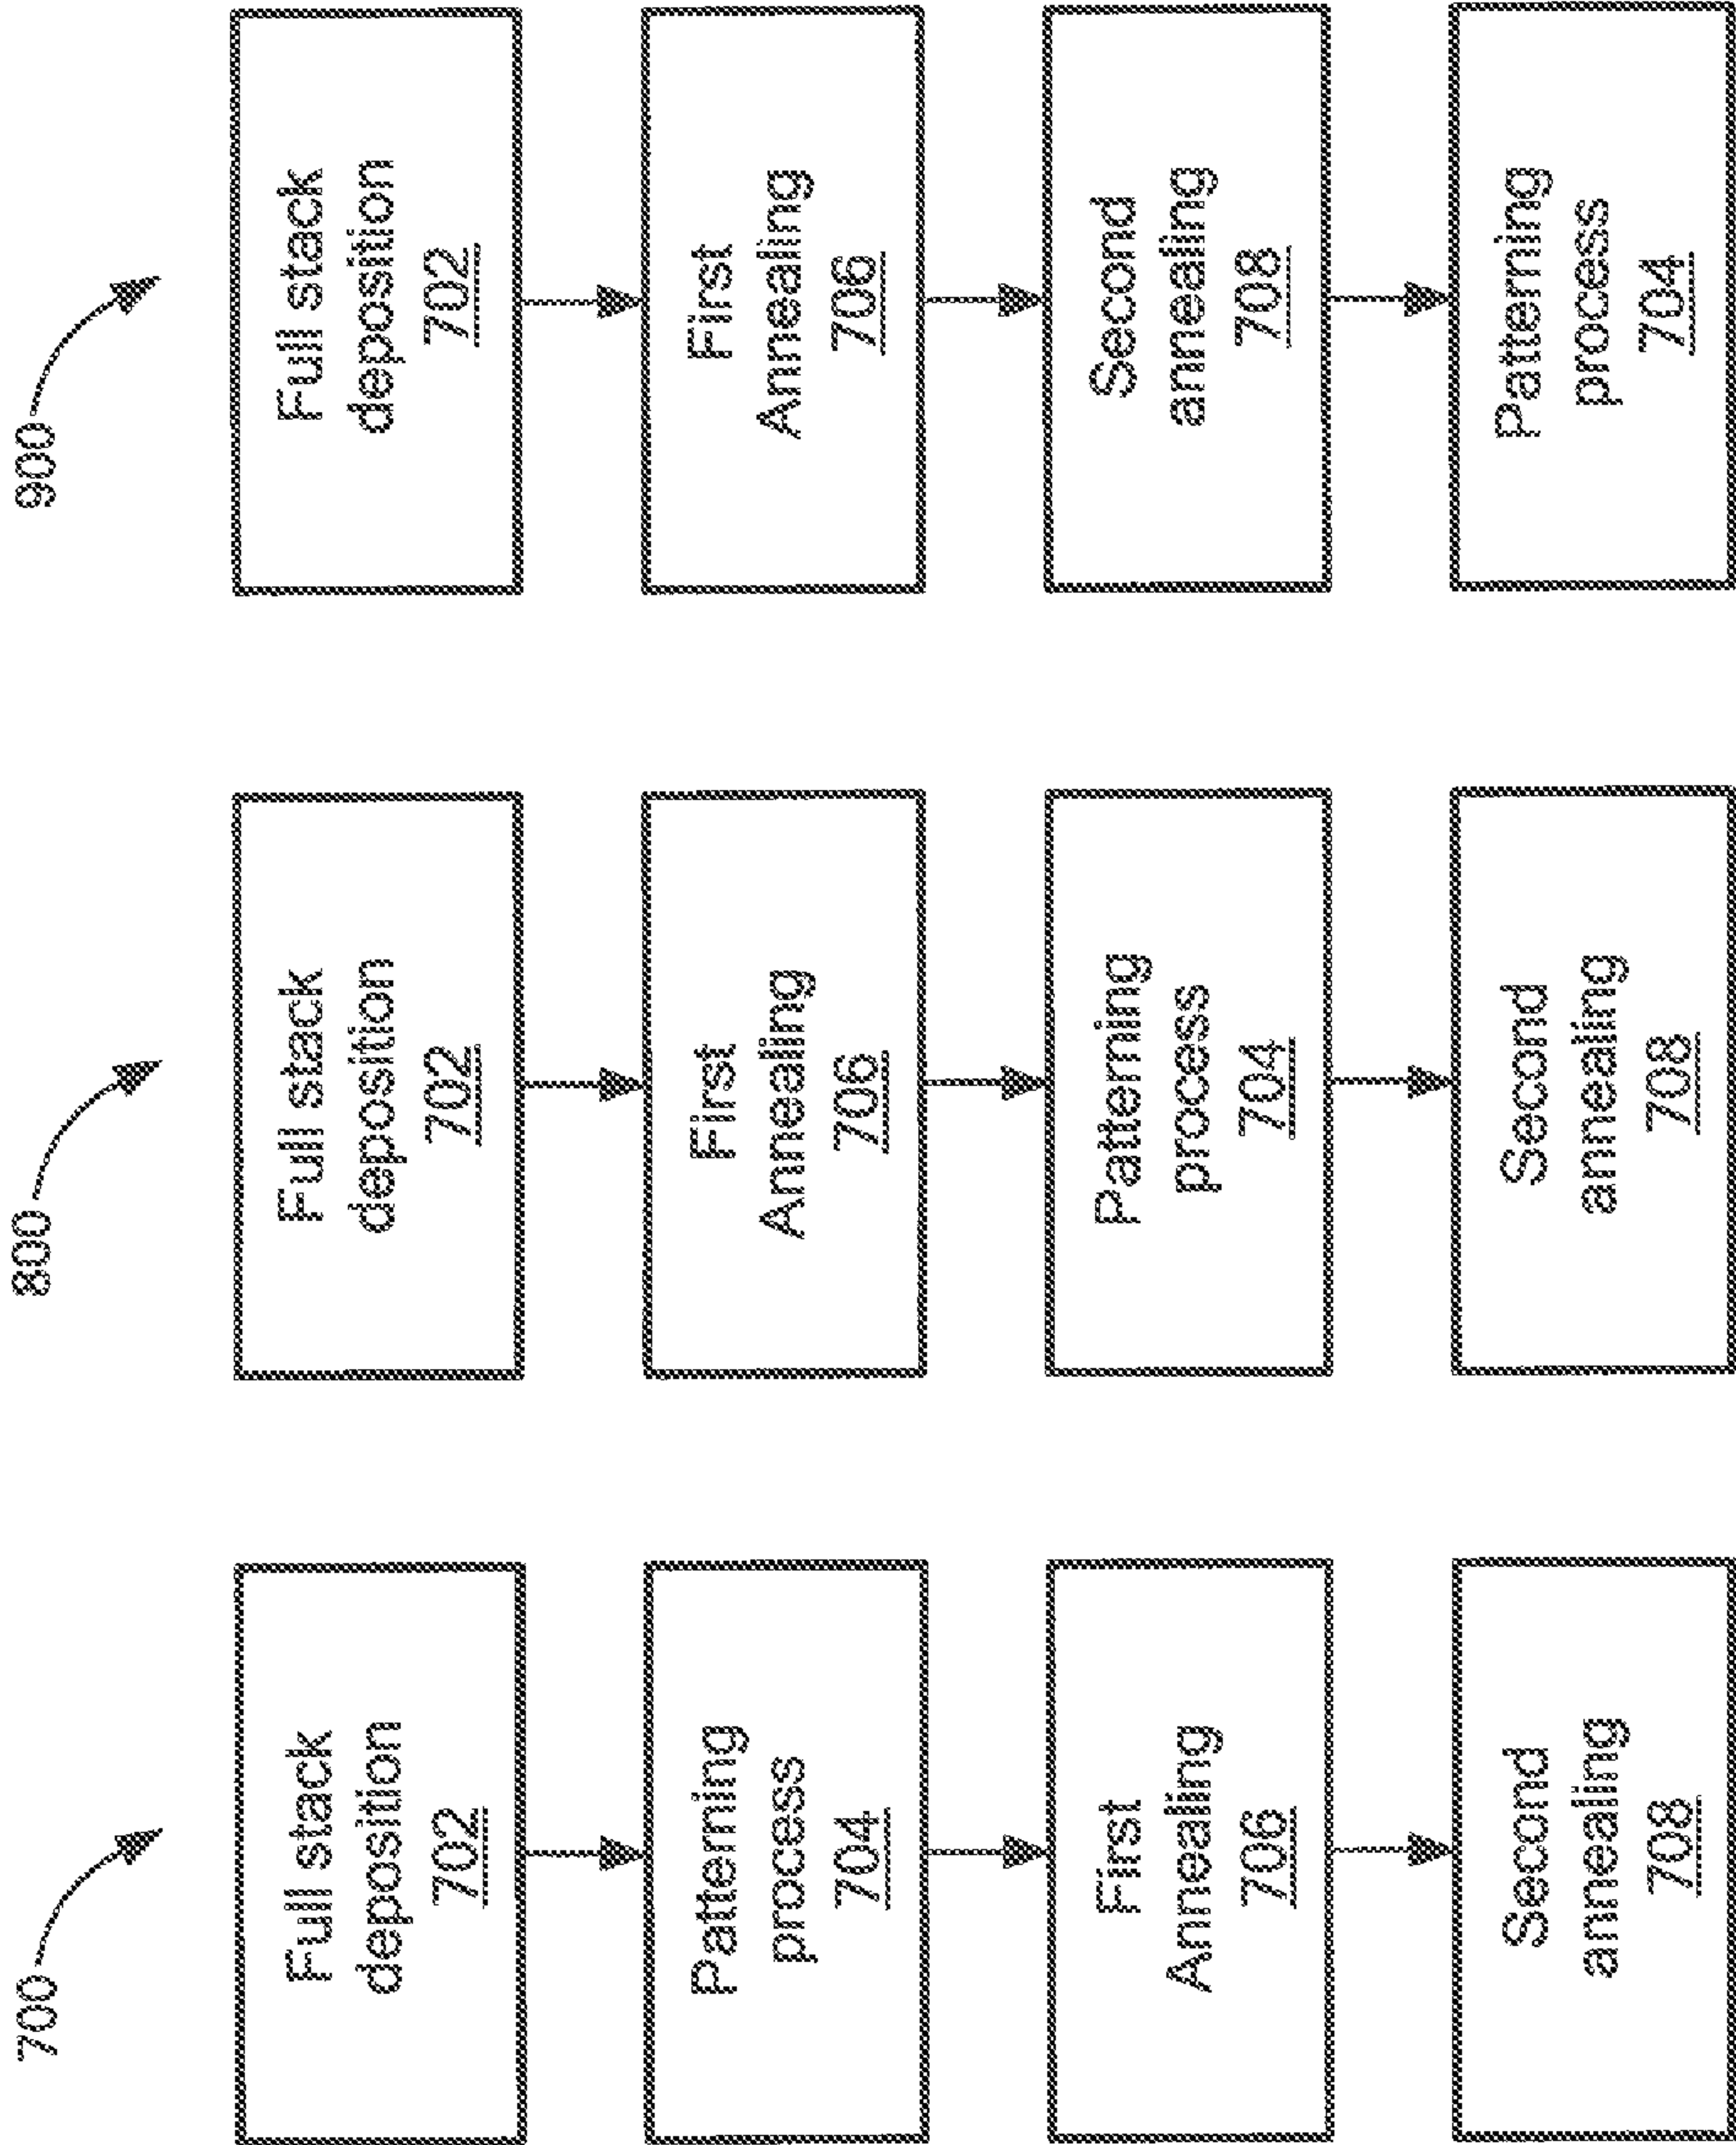 700
Full stack
deposition
702
Patterning
process
704
First
Annealing
706
Second
annealing
708
800
Full stack
deposition
702
First
Annealing
706
Patterning
process
704
Second
annealing
708
900
Full stack
deposition
702
First
Annealing
706
Second
annealing
708
Patterning
process
704